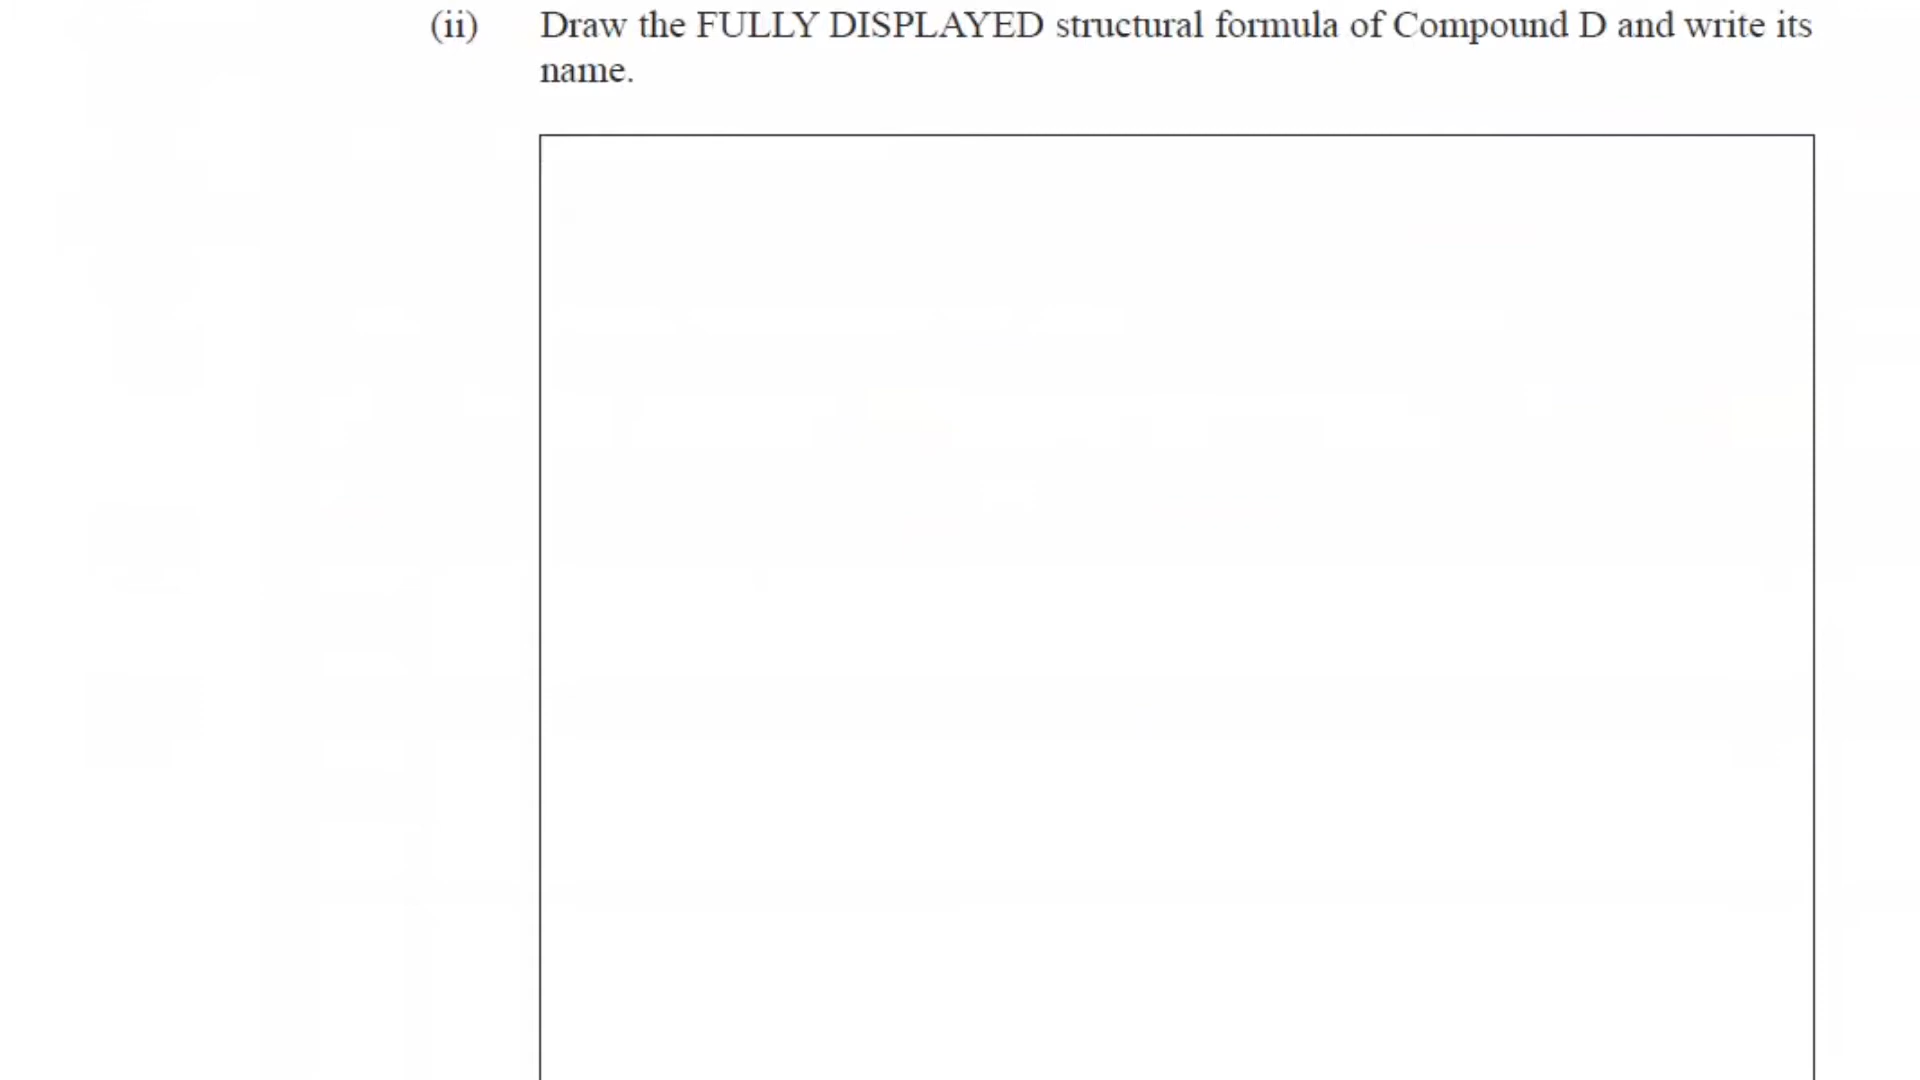 (ii) Draw the FULLY DISPLAYED structural formula of Compound D and write its
name.